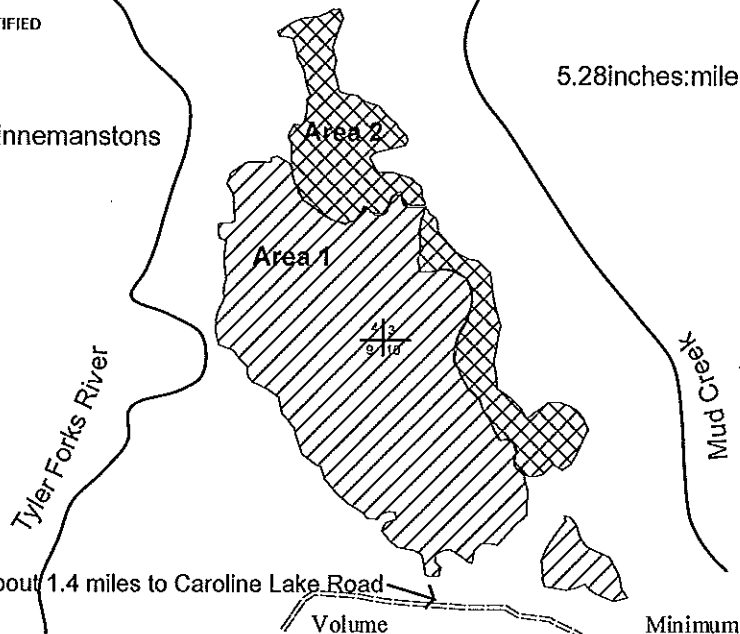 5.28inches:mile
Area 2
Area 1
4 3
9 10
Tyler Forks River
Mud Creek
1.4 miles to Caroline Lake Road
Volume
Minimum